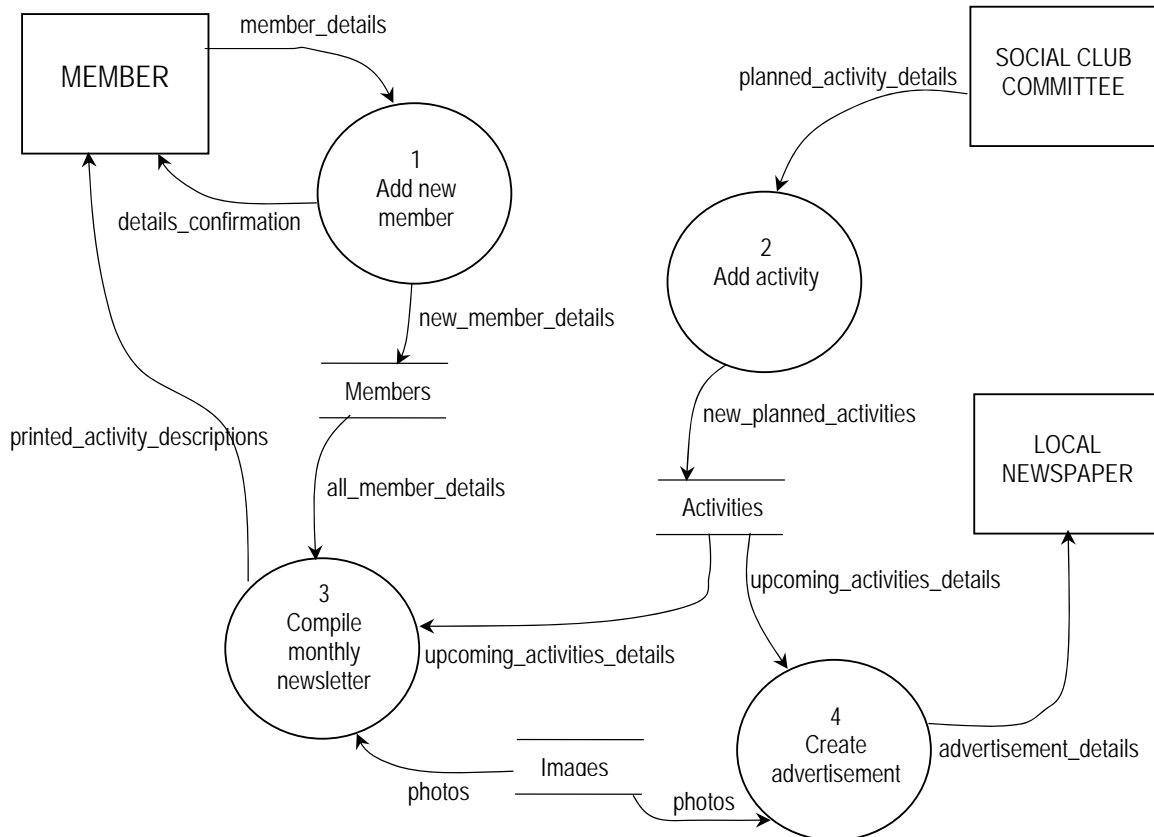 member_details
MEMBER
SOCIAL CLUB
COMMITTEE
planned_activity_details
1
Add new
member
details_confirmation
2
Add activity
new_member_details
Members
new_planned_activities
printed_activity_descriptions
LOCAL
NEWSPAPER
all_member_details
Activities
upcoming_activities_details
3
Compile
monthly
newsletter
upcoming_activities_details
4
Create
advertisement
advertisement_details
Images
photos
photos